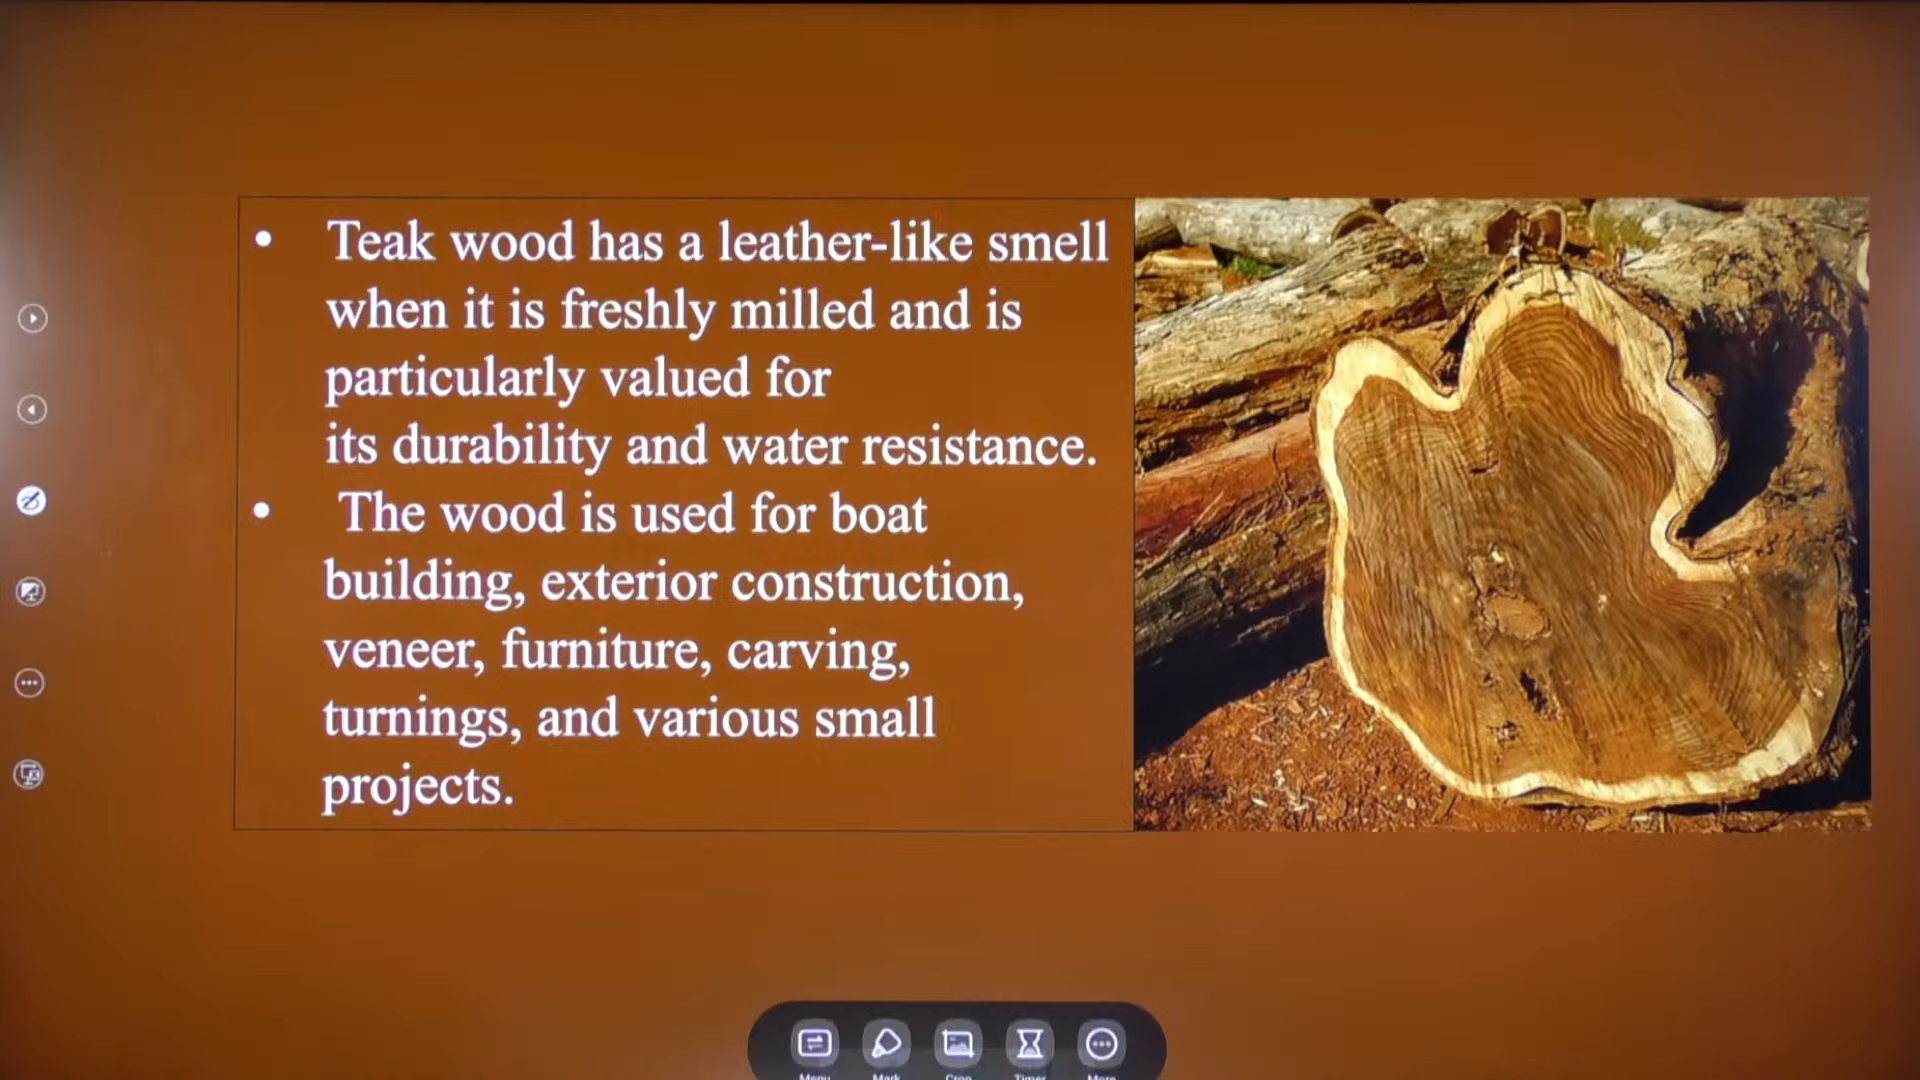 • Teak wood has a leather-like smell
when it is freshly milled and is
particularly valued for
its durability and water resistance.
• The wood is used for boat
building, exterior construction,
veneer, furniture, carving,
turnings, and various small
projects.
Menu Mark Crop Timer More